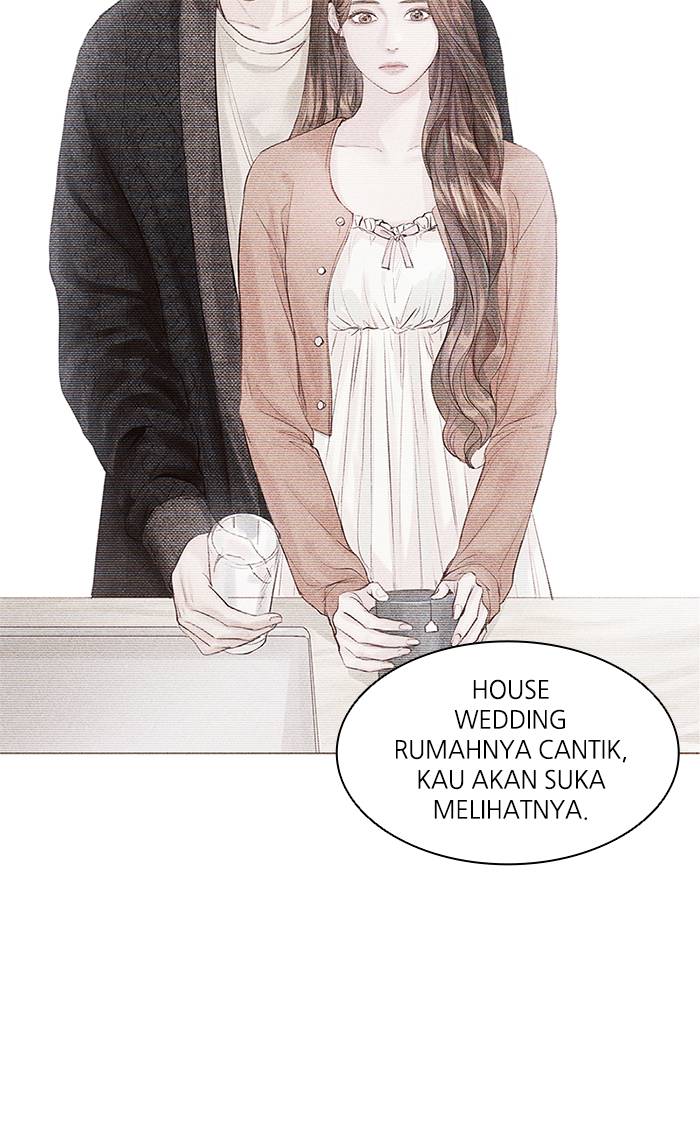 HOUSE
WEDDING
RUMAHNYA CANTIK,
KAU AKAN SUKA
MELIHATNYA.